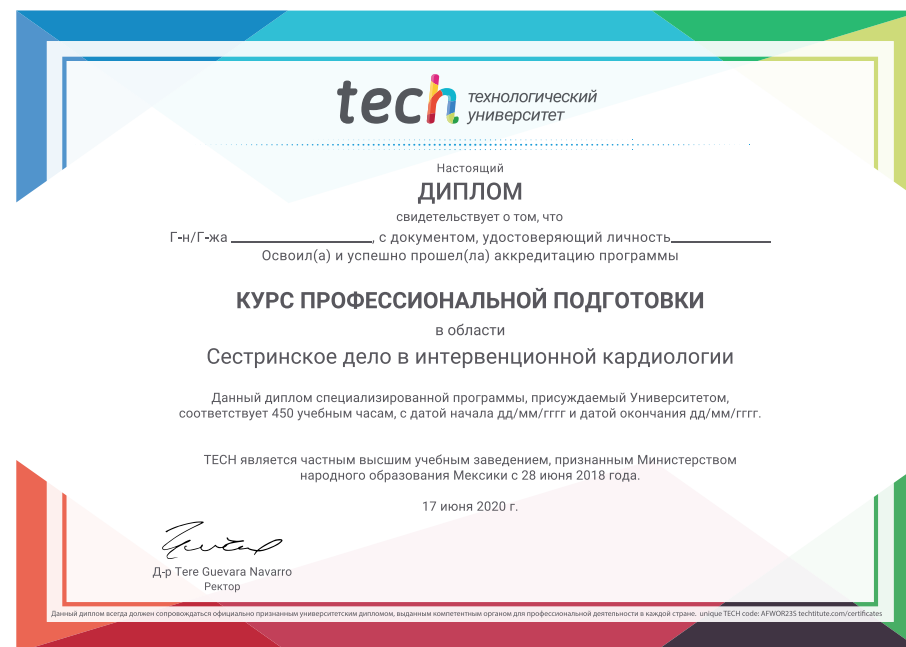 tech технологический
университет
Настоящий
ДИПЛОМ
свидетельствует о том, что
Г-н/Г-жа ____________________, с документом, удостоверяющий личность______________
Освоил(а) и успешно прошел(ла) аккредитацию программы
КУРС ПРОФЕССИОНАЛЬНОЙ ПОДГОТОВКИ
в области
Сестринское дело в интервенционной кардиологии
Данный диплом специализированной программы, присуждаемый Университетом,
соответствует 450 учебным часам, с датой начала дд/мм/гггг и датой окончания дд/мм/гггг.
TECH является частным высшим учебным заведением, признанным Министерством
народного образования Мексики с 28 июня 2018 года.
17 июня 2020 г.
Д-р Tere Guevara Navarro
Ректор
Данный диплом всегда должен сопровождаться официально признанным университетским дипломом, выданным компетентным органом для профессиональной деятельности в каждой стране. unique TECH code: AFWOR23S techtitute.com/certificates